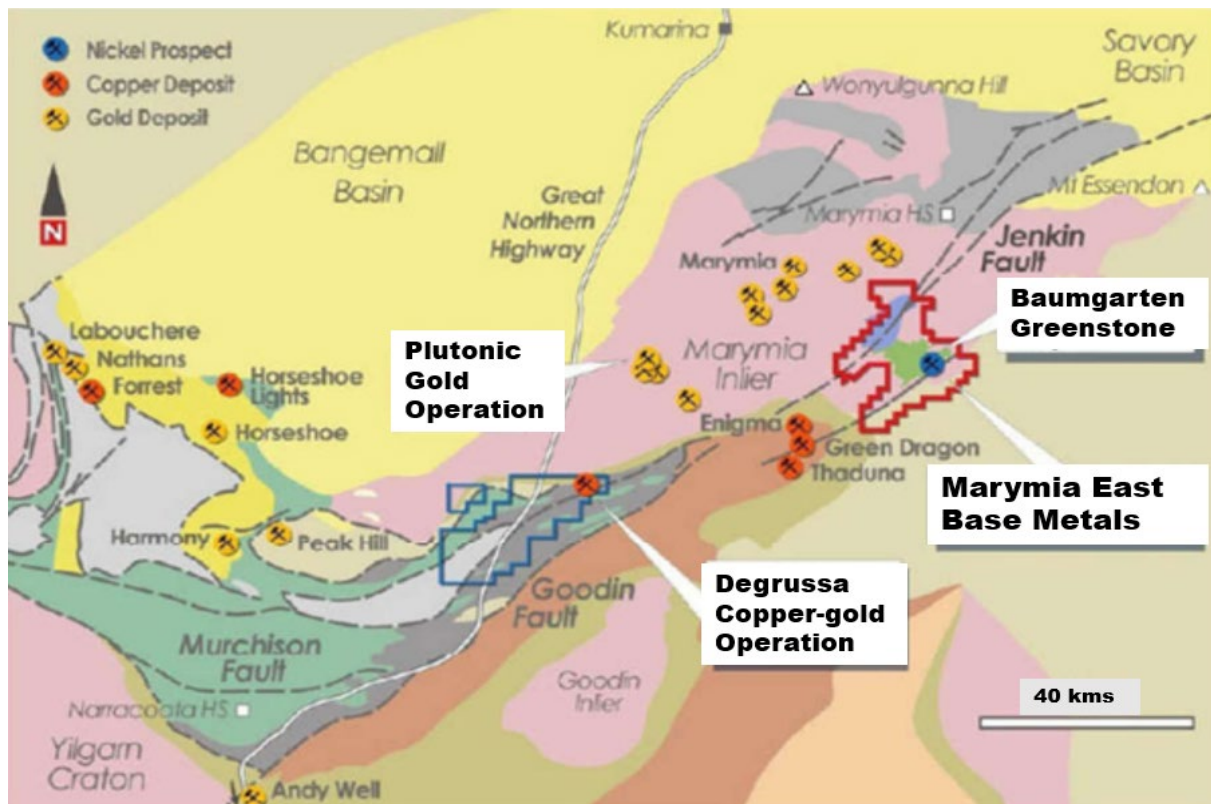 Nickel Prospect
Copper Deposit
Gold Deposit
N
Kumarina
Savory
Basin
Wonyulgunna Hill
Bangemall
Basin
Great
Northern
Highway
Mt Essendon
Marymia HS
Jenkin
Fault
Marymia
Baumgarten
Greenstone
Labouchere
Nathans
Forrest
Horseshoe
Lights
Horseshoe
Plutonic
Gold
Operation
Marymia
Inlier
Enigma
Green Dragon
Thaduna
Marymia East
Base Metals
Harmony
Peak Hill
Goodin
Fault
Degrussa
Copper-gold
Operation
Murchison
Fault
Goodin
Inlier
40 kms
Narracoota HS
Yilgarn
Craton
Andy Well